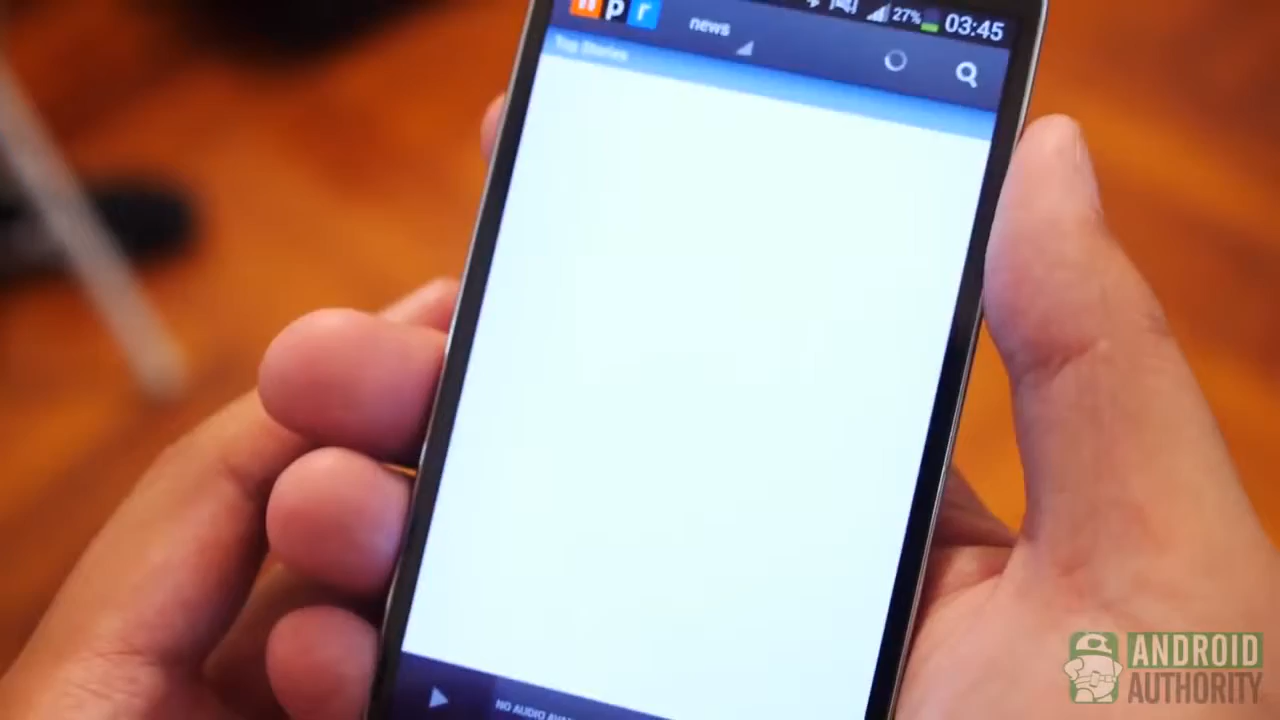 27% 03:45
npr news
Top Stories
NO AUDIO
ANDROID
AUTHORITY